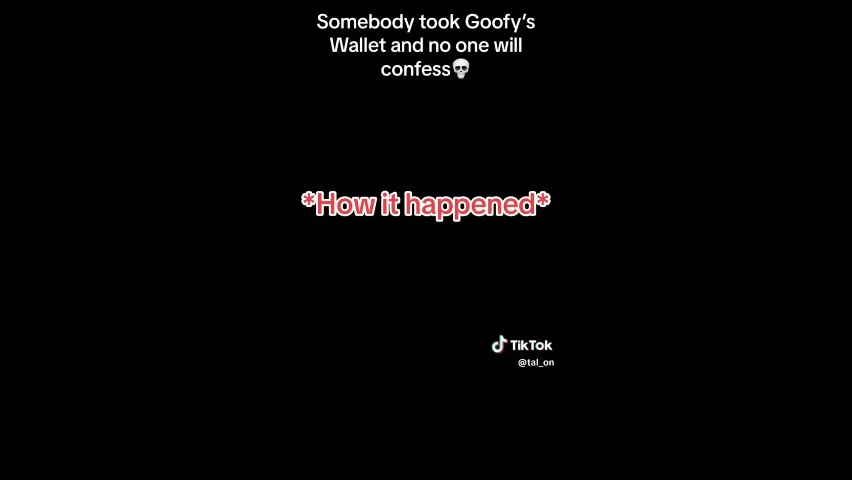 Somebody took Goofy’s
Wallet and no one will
confess💀
*How it happened*
TikTok
@tal_on